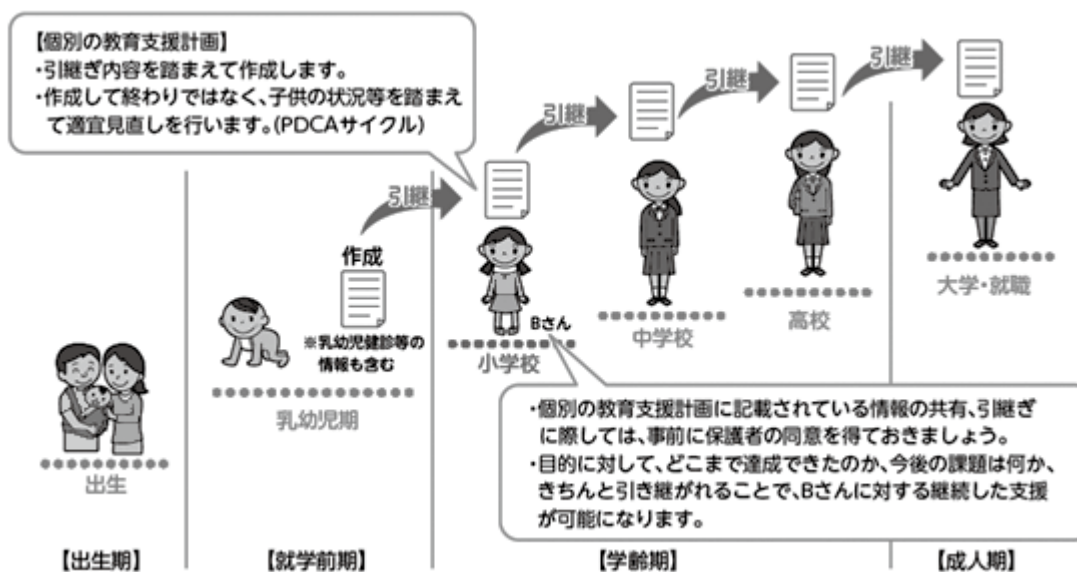 【個別の教育支援計画】
・引継ぎ内容を踏まえて作成します。
・作成して終わりではなく、子供の状況等を踏まえ
て適宜見直しを行います。(PDCAサイクル)
引継
引継
引継
引継
作成
※乳幼児健診等の
情報も含む
Bさん
出生
乳幼児期
小学校
中学校
高校
大学・就職
・個別の教育支援計画に記載されている情報の共有、引継ぎ
に際しては、事前に保護者の同意を得ておきましょう。
・目的に対して、どこまで達成できたのか、今後の課題は何か、
きちんと引き継がれることで、Bさんに対する継続した支援
が可能になります。
【出生期】
【就学前期】
【学齢期】
【成人期】